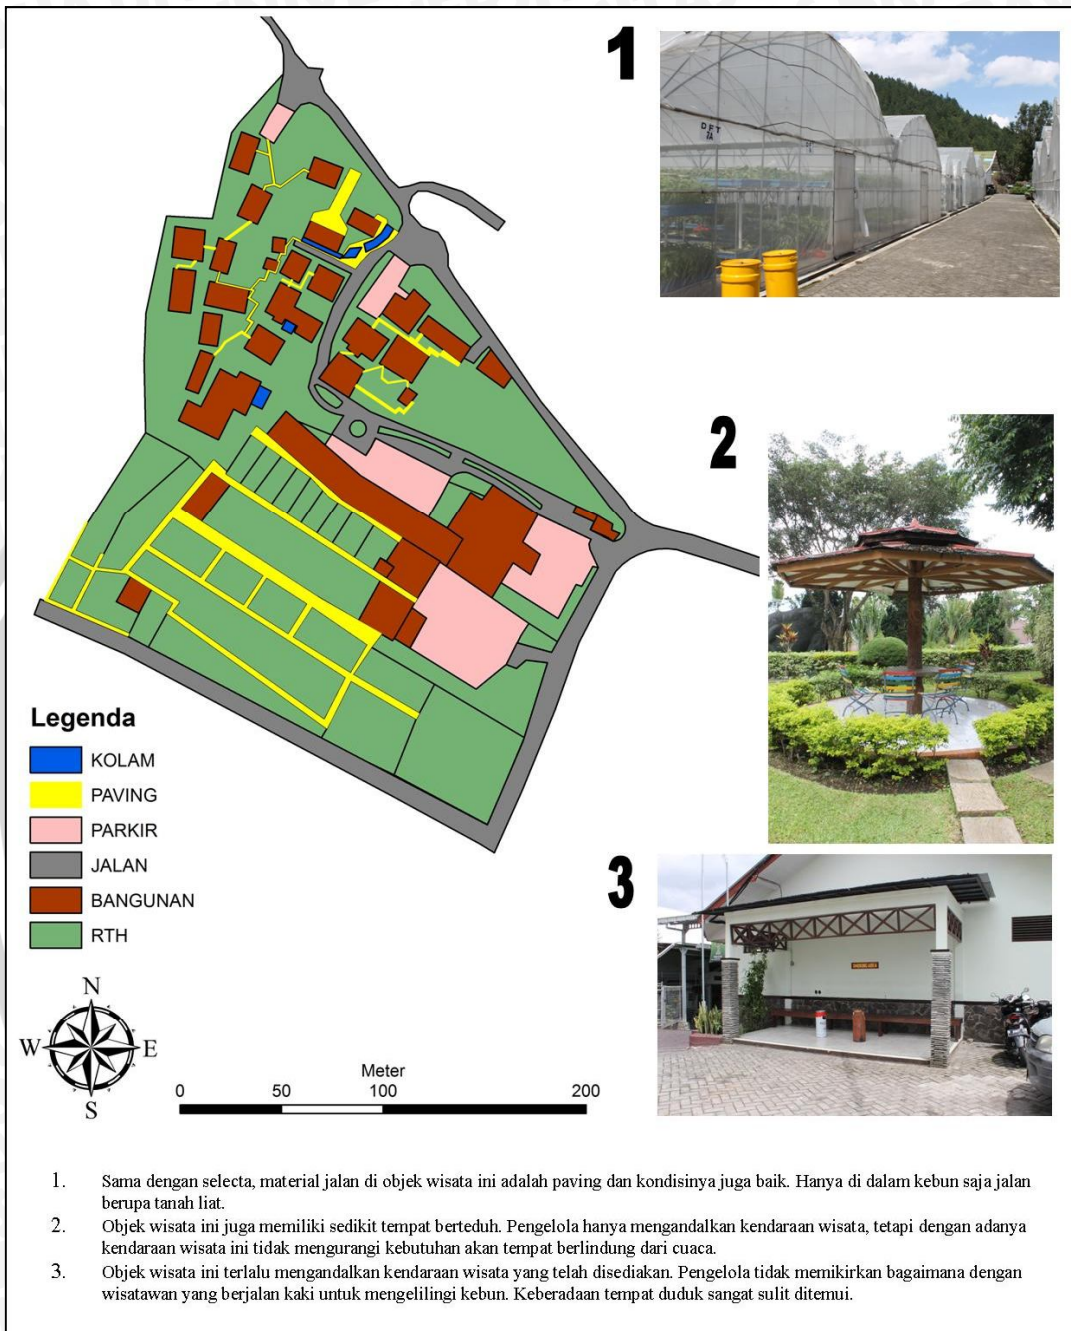 1
DFT
2
3
Legenda
KOLAM
PAVING
PARKIR
JALAN
BANGUNAN
RTH
N
W E
S
Meter
0 50 100 200
1. Sama dengan selecta, material jalan di objek wisata ini adalah paving dan kondisinya juga baik. Hanya di dalam kebun saja jalan
berupa tanah liat.
2. Objek wisata ini juga memiliki sedikit tempat berteduh. Pengelola hanya mengandalkan kendaraan wisata, tetapi dengan adanya
kendaraan wisata ini tidak mengurangi kebutuhan akan tempat berlindung dari cuaca.
3. Objek wisata ini terlalu mengandalkan kendaraan wisata yang telah disediakan. Pengelola tidak memikirkan bagaimana dengan
wisatawan yang berjalan kaki untuk mengelilingi kebun. Keberadaan tempat duduk sangat sulit ditemui.